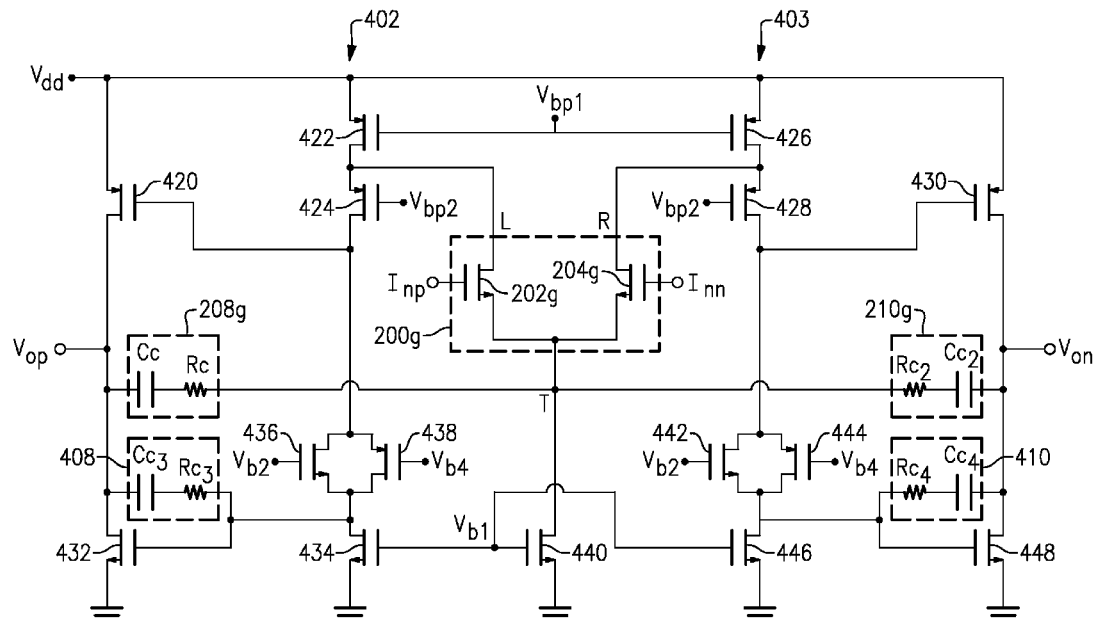 402
403
Vdd
Vbp1
422
426
420
430
424
Vbp2
Vbp2
428
L
R
Inp
202g
204g
Inn
200g
208g
210g
Vop
Cc
Rc
Rc2
Cc2
Von
T
436
438
442
444
Vb2
Vb4
Vb2
Vb4
408
Cc3
Rc3
Rc4
Cc4
410
Vb1
432
434
440
446
448